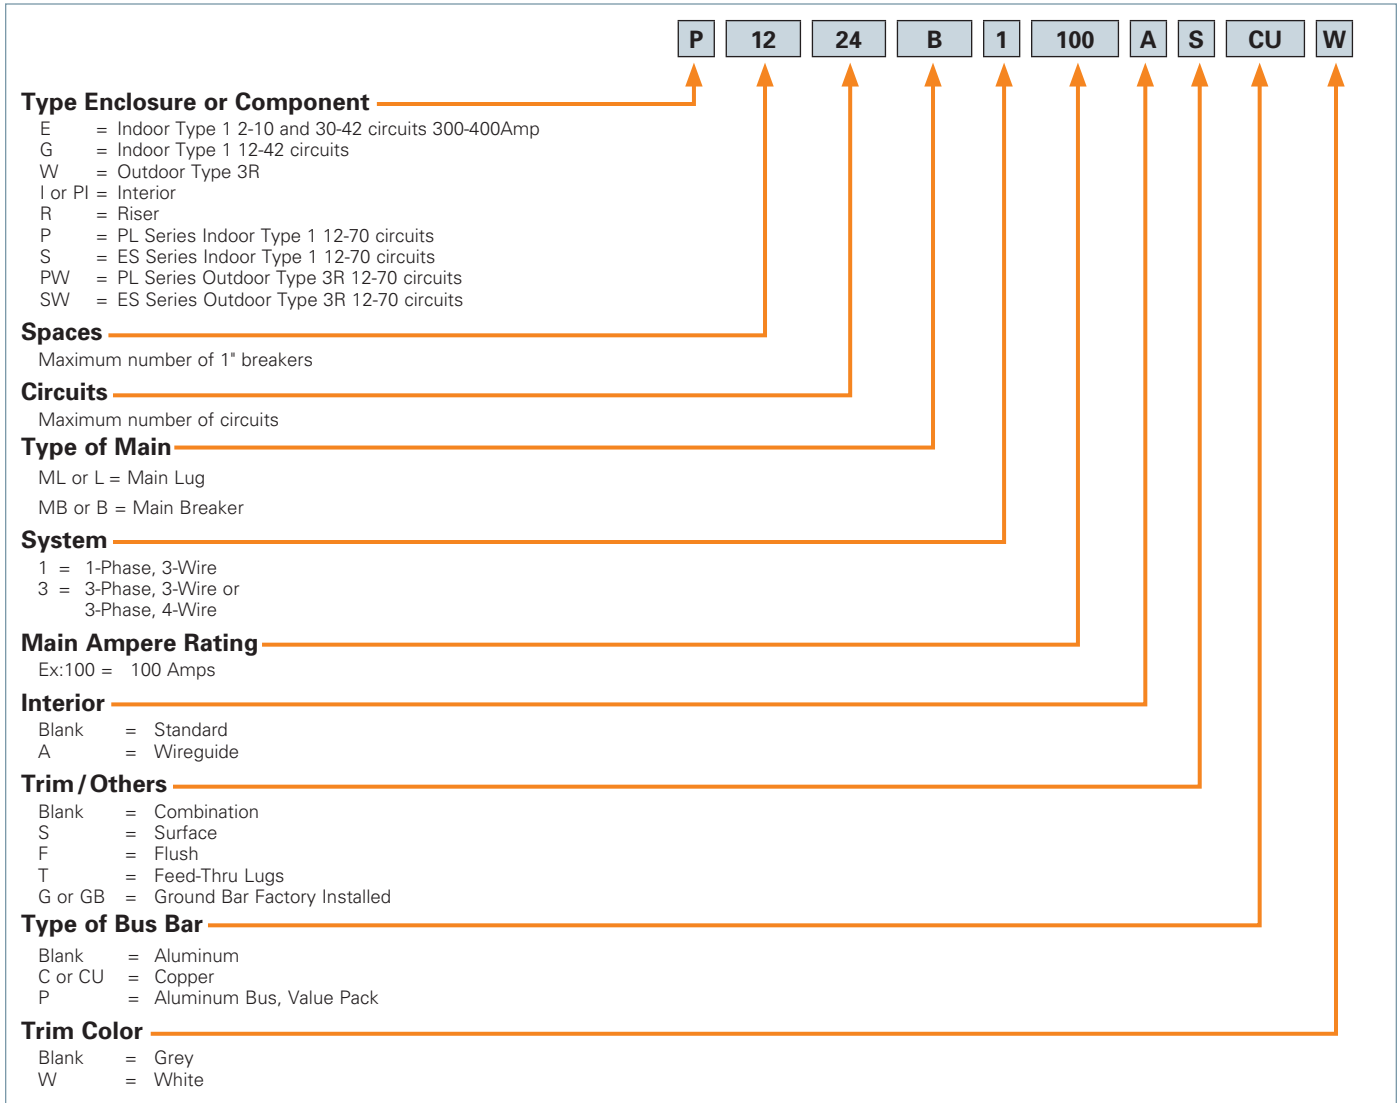 P 12 24 B 1 100 A S CU W
Type Enclosure or Component
E = Indoor Type 1 2-10 and 30-42 circuits 300-400Amp
G = Indoor Type 1 12-42 circuits
W = Outdoor Type 3R
I or PI = Interior
R = Riser
P = PL Series Indoor Type 1 12-70 circuits
S = ES Series Indoor Type 1 12-70 circuits
PW = PL Series Outdoor Type 3R 12-70 circuits
SW = ES Series Outdoor Type 3R 12-70 circuits
Spaces
Maximum number of 1" breakers
Circuits
Maximum number of circuits
Type of Main
ML or L = Main Lug
MB or B = Main Breaker
System
1 = 1-Phase, 3-Wire
3 = 3-Phase, 3-Wire or
3-Phase, 4-Wire
Main Ampere Rating
Ex:100 = 100 Amps
Interior
Blank = Standard
A = Wireguide
Trim/Others
Blank = Combination
S = Surface
F = Flush
T = Feed-Thru Lugs
G or GB = Ground Bar Factory Installed
Type of Bus Bar
Blank = Aluminum
C or CU = Copper
P = Aluminum Bus, Value Pack
Trim Color
Blank = Grey
W = White